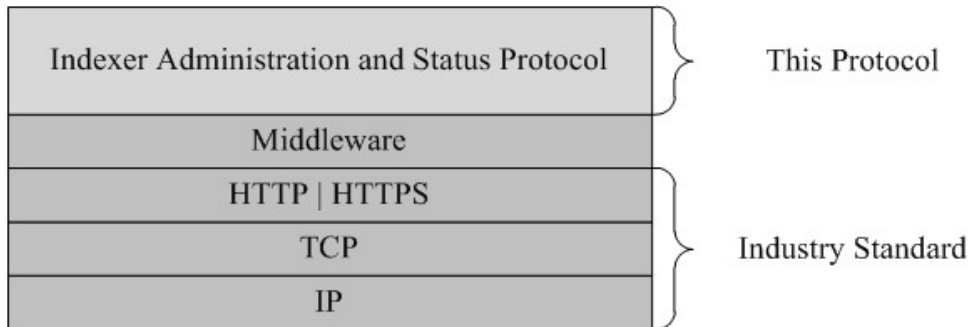 Indexer Administration and Status Protocol
This Protocol
Middleware
HTTP | HTTPS
TCP
Industry Standard
IP